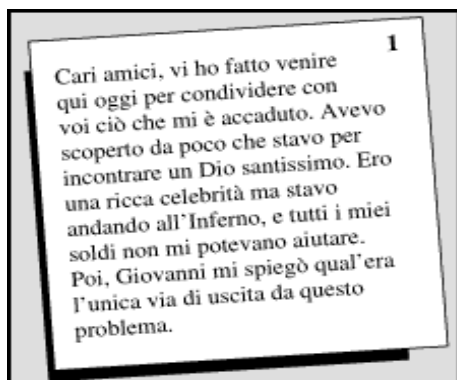 1
Cari amici, vi ho fatto venire
qui oggi per condividere con
voi ciò che mi è accaduto. Avevo
scoperto da poco che stavo per
incontrare un Dio santissimo. Ero
una ricca celebrità ma stavo
andando all'Inferno, e tutti i miei
soldi non mi potevano aiutare.
Poi, Giovanni mi spiegò qual'era
l'unica via di uscita da questo
problema.